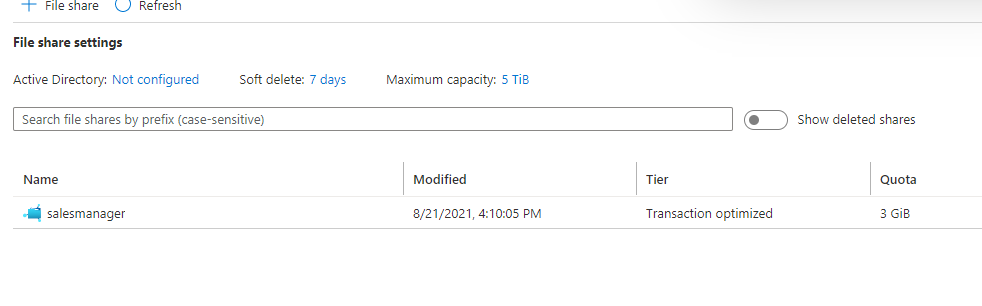 File share Refresh
File share settings
Active Directory: Not configured Soft delete: 7 days Maximum capacity: 5 TiB
Search file shares by prefix (case-sensitive) Show deleted shares
Name Modified Tier Quota
salesmanager 8/21/2021, 4:10:05 PM Transaction optimized 3 GiB